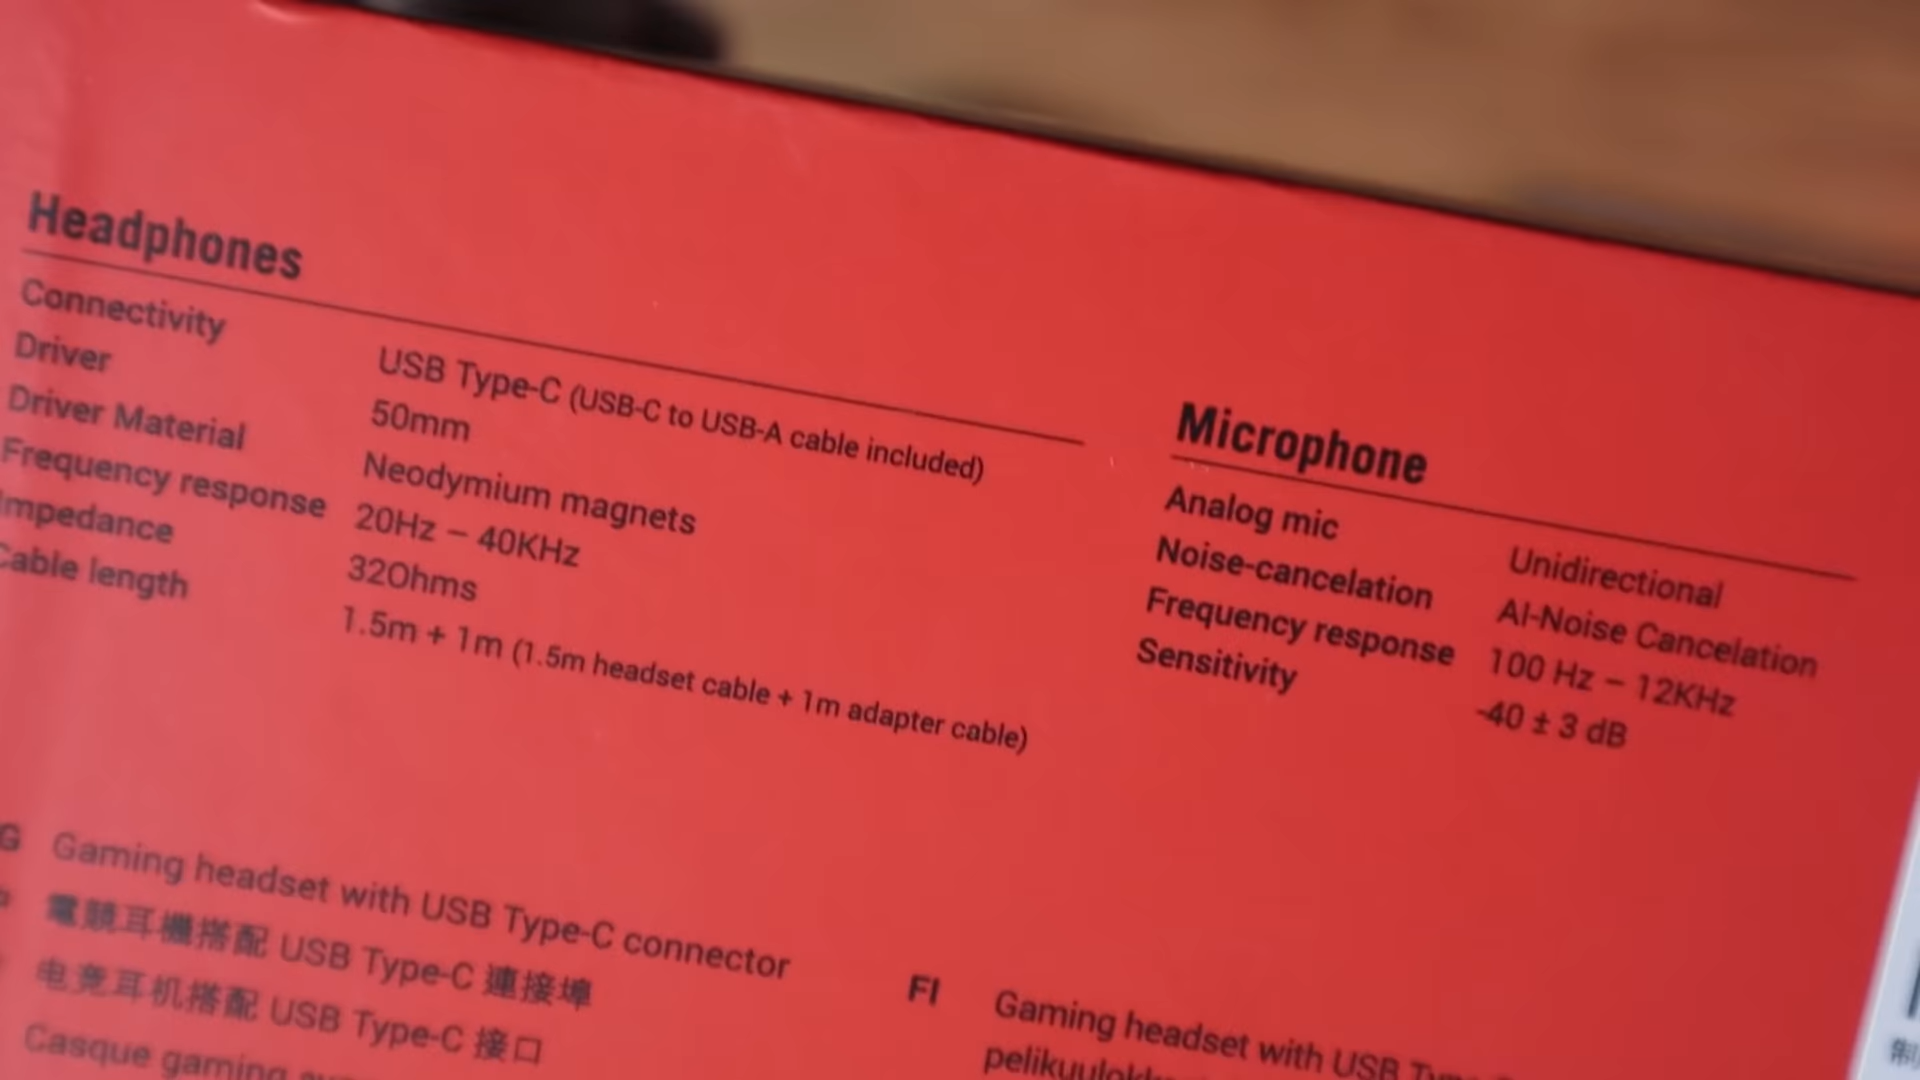 Headphones
Connectivity USB Type-C (USB-C to USB-A cable included)
Driver 50mm
Driver Material Neodymium magnets
Frequency response 20Hz – 40KHz
Impedance 32Ohms
Cable length 1.5m + 1m (1.5m headset cable + 1m adapter cable)
Microphone
Analog mic Unidirectional
Noise-cancelation AI-Noise Cancelation
Frequency response 100 Hz – 12KHz
Sensitivity -40 ± 3 dB
G Gaming headset with USB Type-C connector
電競耳機搭配 USB Type-C 連接埠
电竞耳机搭配 USB Type-C 接口
Casque gaming
FI Gaming headset with USB